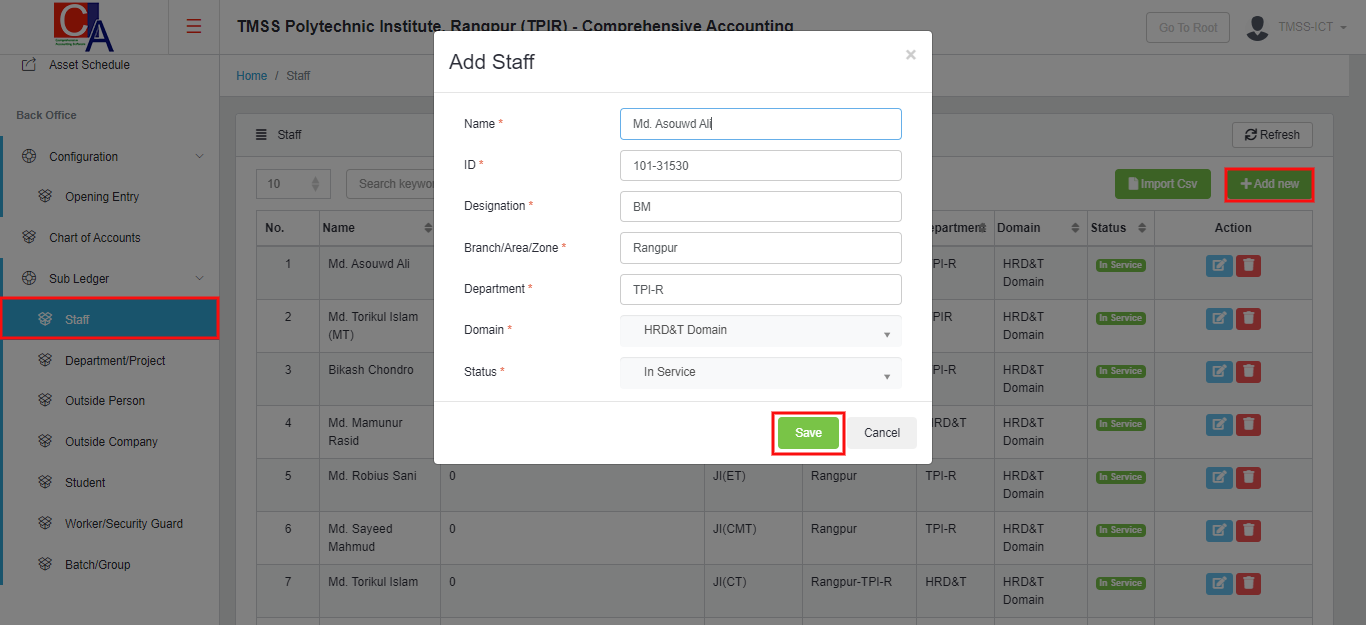 TMSS Polytechnic Institute, Rangpur (TPIR) - Comprehensive Accounting
Go To Root
TMSS-ICT
Asset Schedule
Back Office
Configuration
Opening Entry
Chart of Accounts
Sub Ledger
Staff
Department/Project
Outside Person
Outside Company
Student
Worker/Security Guard
Batch/Group
Home / Staff
Staff
Refresh
10
Search keywor
Import Csv
Add new
Add Staff
×
Name * Md. Asouwd Ali
ID * 101-31530
Designation * BM
Branch/Area/Zone * Rangpur
Department * TPI-R
Domain * HRD&T Domain
Status * In Service
Save Cancel
No. Name epartment Domain Status Action
1 Md. Asouwd Ali PI-R HRD&T Domain In Service
2 Md. Torikul Islam (MT) PIR HRD&T Domain In Service
3 Bikash Chondro PI-R HRD&T Domain In Service
4 Md. Mamunur Rasid HRD&T HRD&T Domain In Service
5 Md. Robius Sani 0 JI(ET) Rangpur TPI-R HRD&T Domain In Service
6 Md. Sayeed Mahmud 0 JI(CMT) Rangpur TPI-R HRD&T Domain In Service
7 Md. Torikul Islam 0 JI(CT) Rangpur-TPI-R HRD&T HRD&T Domain In Service